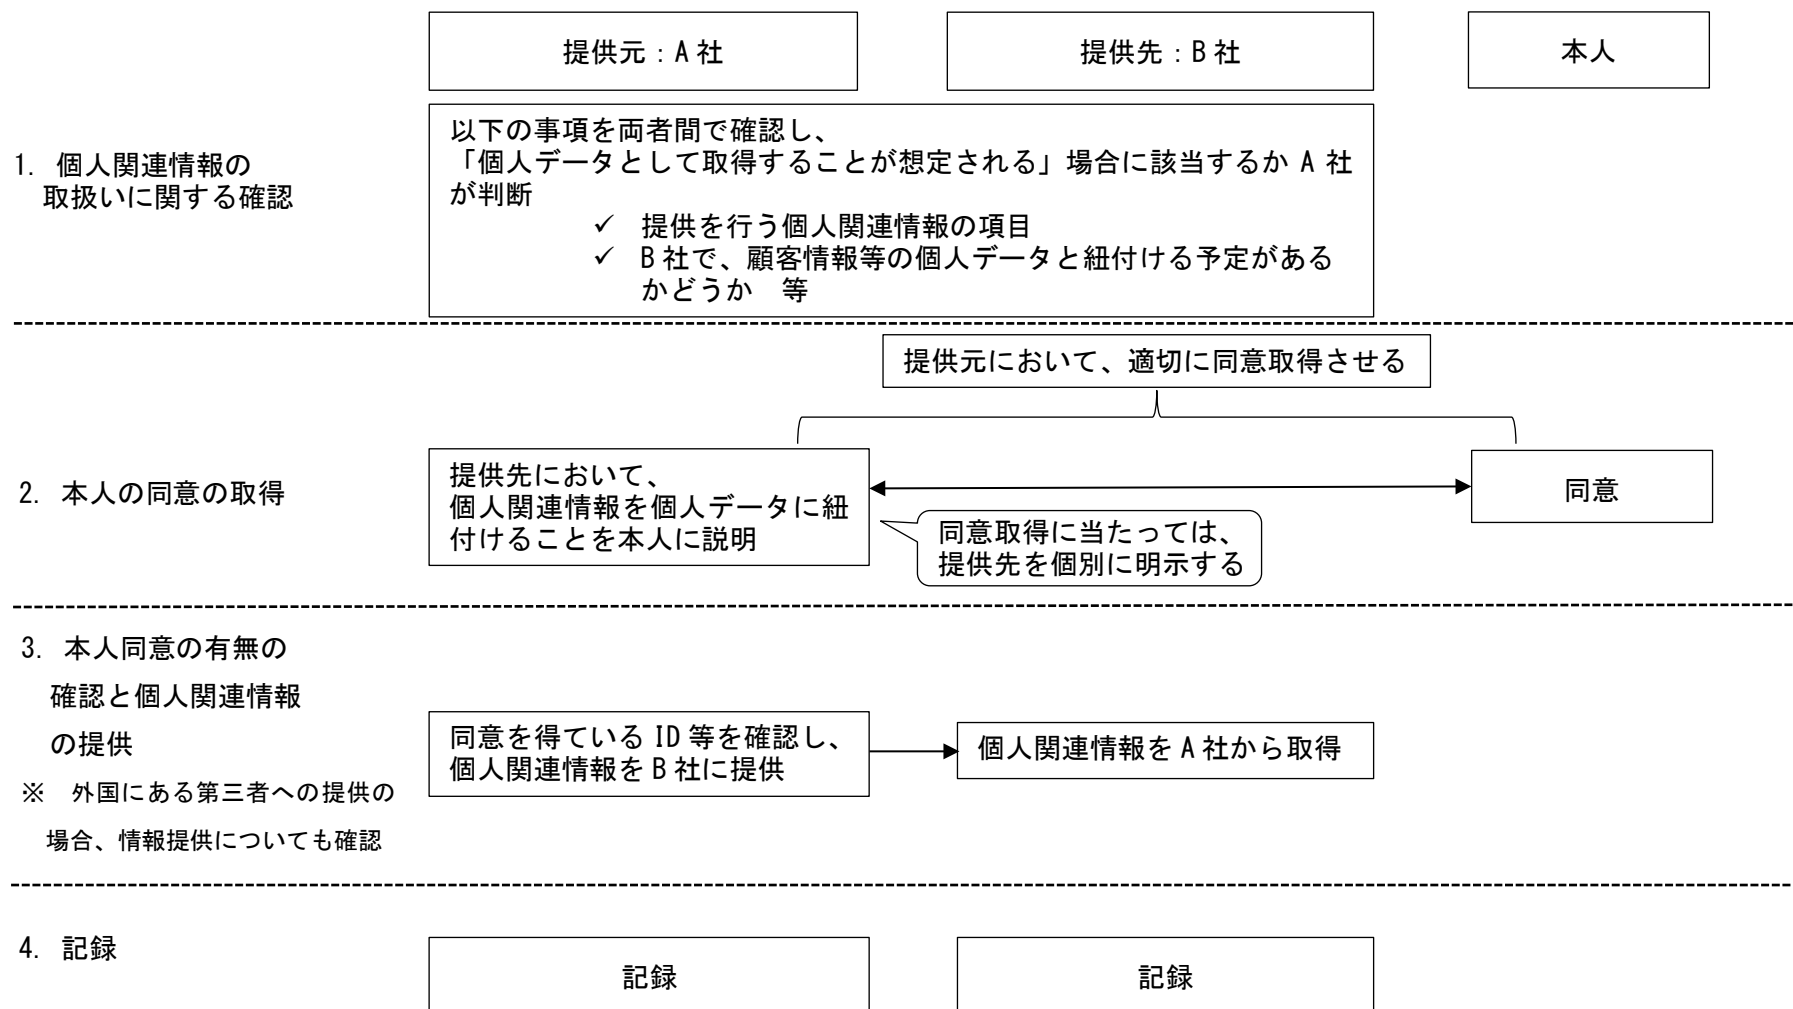 提供元：A 社
提供先：B 社
本人
1. 個人関連情報の
取扱いに関する確認
以下の事項を両者間で確認し、
「個人データとして取得することが想定される」場合に該当するか A 社
が判断
✓ 提供を行う個人関連情報の項目
✓ B 社で、顧客情報等の個人データと紐付ける予定がある
かどうか　等
提供元において、適切に同意取得させる
2. 本人の同意の取得
提供先において、
個人関連情報を個人データに紐
付けることを本人に説明
同意
同意取得に当たっては、
提供先を個別に明示する
3. 本人同意の有無の
確認と個人関連情報
の提供
※　外国にある第三者への提供の
場合、情報提供についても確認
同意を得ている ID 等を確認し、
個人関連情報を B 社に提供
個人関連情報を A 社から取得
4. 記録
記録
記録